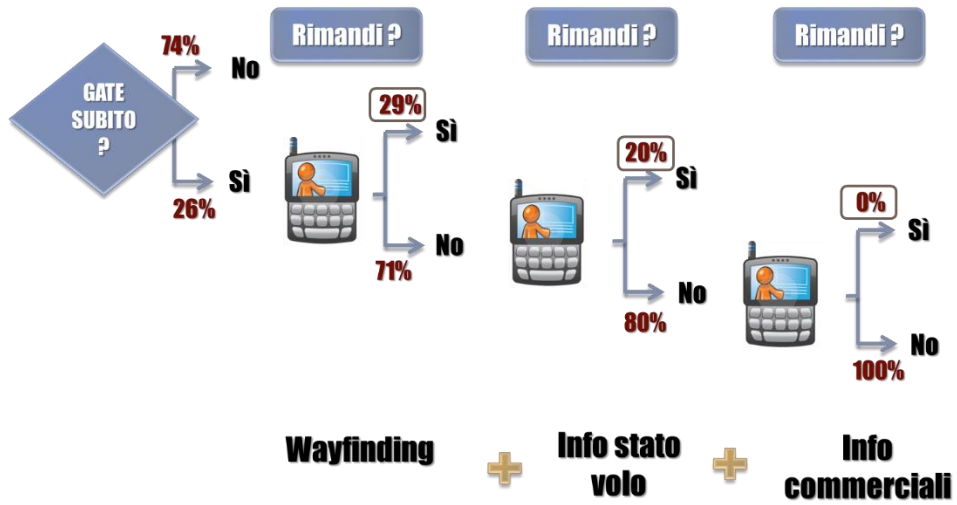 74%
No
GATE
SUBITO
?
Sì
26%
Rimandi ?
29%
Sì
No
71%
Rimandi ?
20%
Sì
No
80%
Rimandi ?
0%
Sì
No
100%
Wayfinding
+
Info stato
volo
+
Info
commerciali